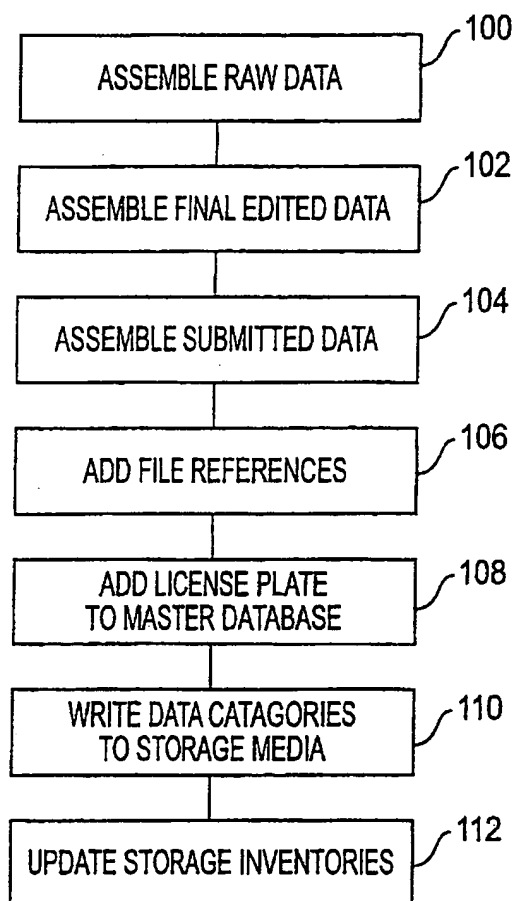 100
ASSEMBLE RAW DATA
102
ASSEMBLE FINAL EDITED DATA
104
ASSEMBLE SUBMITTED DATA
106
ADD FILE REFERENCES
108
ADD LICENSE PLATE
TO MASTER DATABASE
110
WRITE DATA CATAGORIES
TO STORAGE MEDIA
112
UPDATE STORAGE INVENTORIES